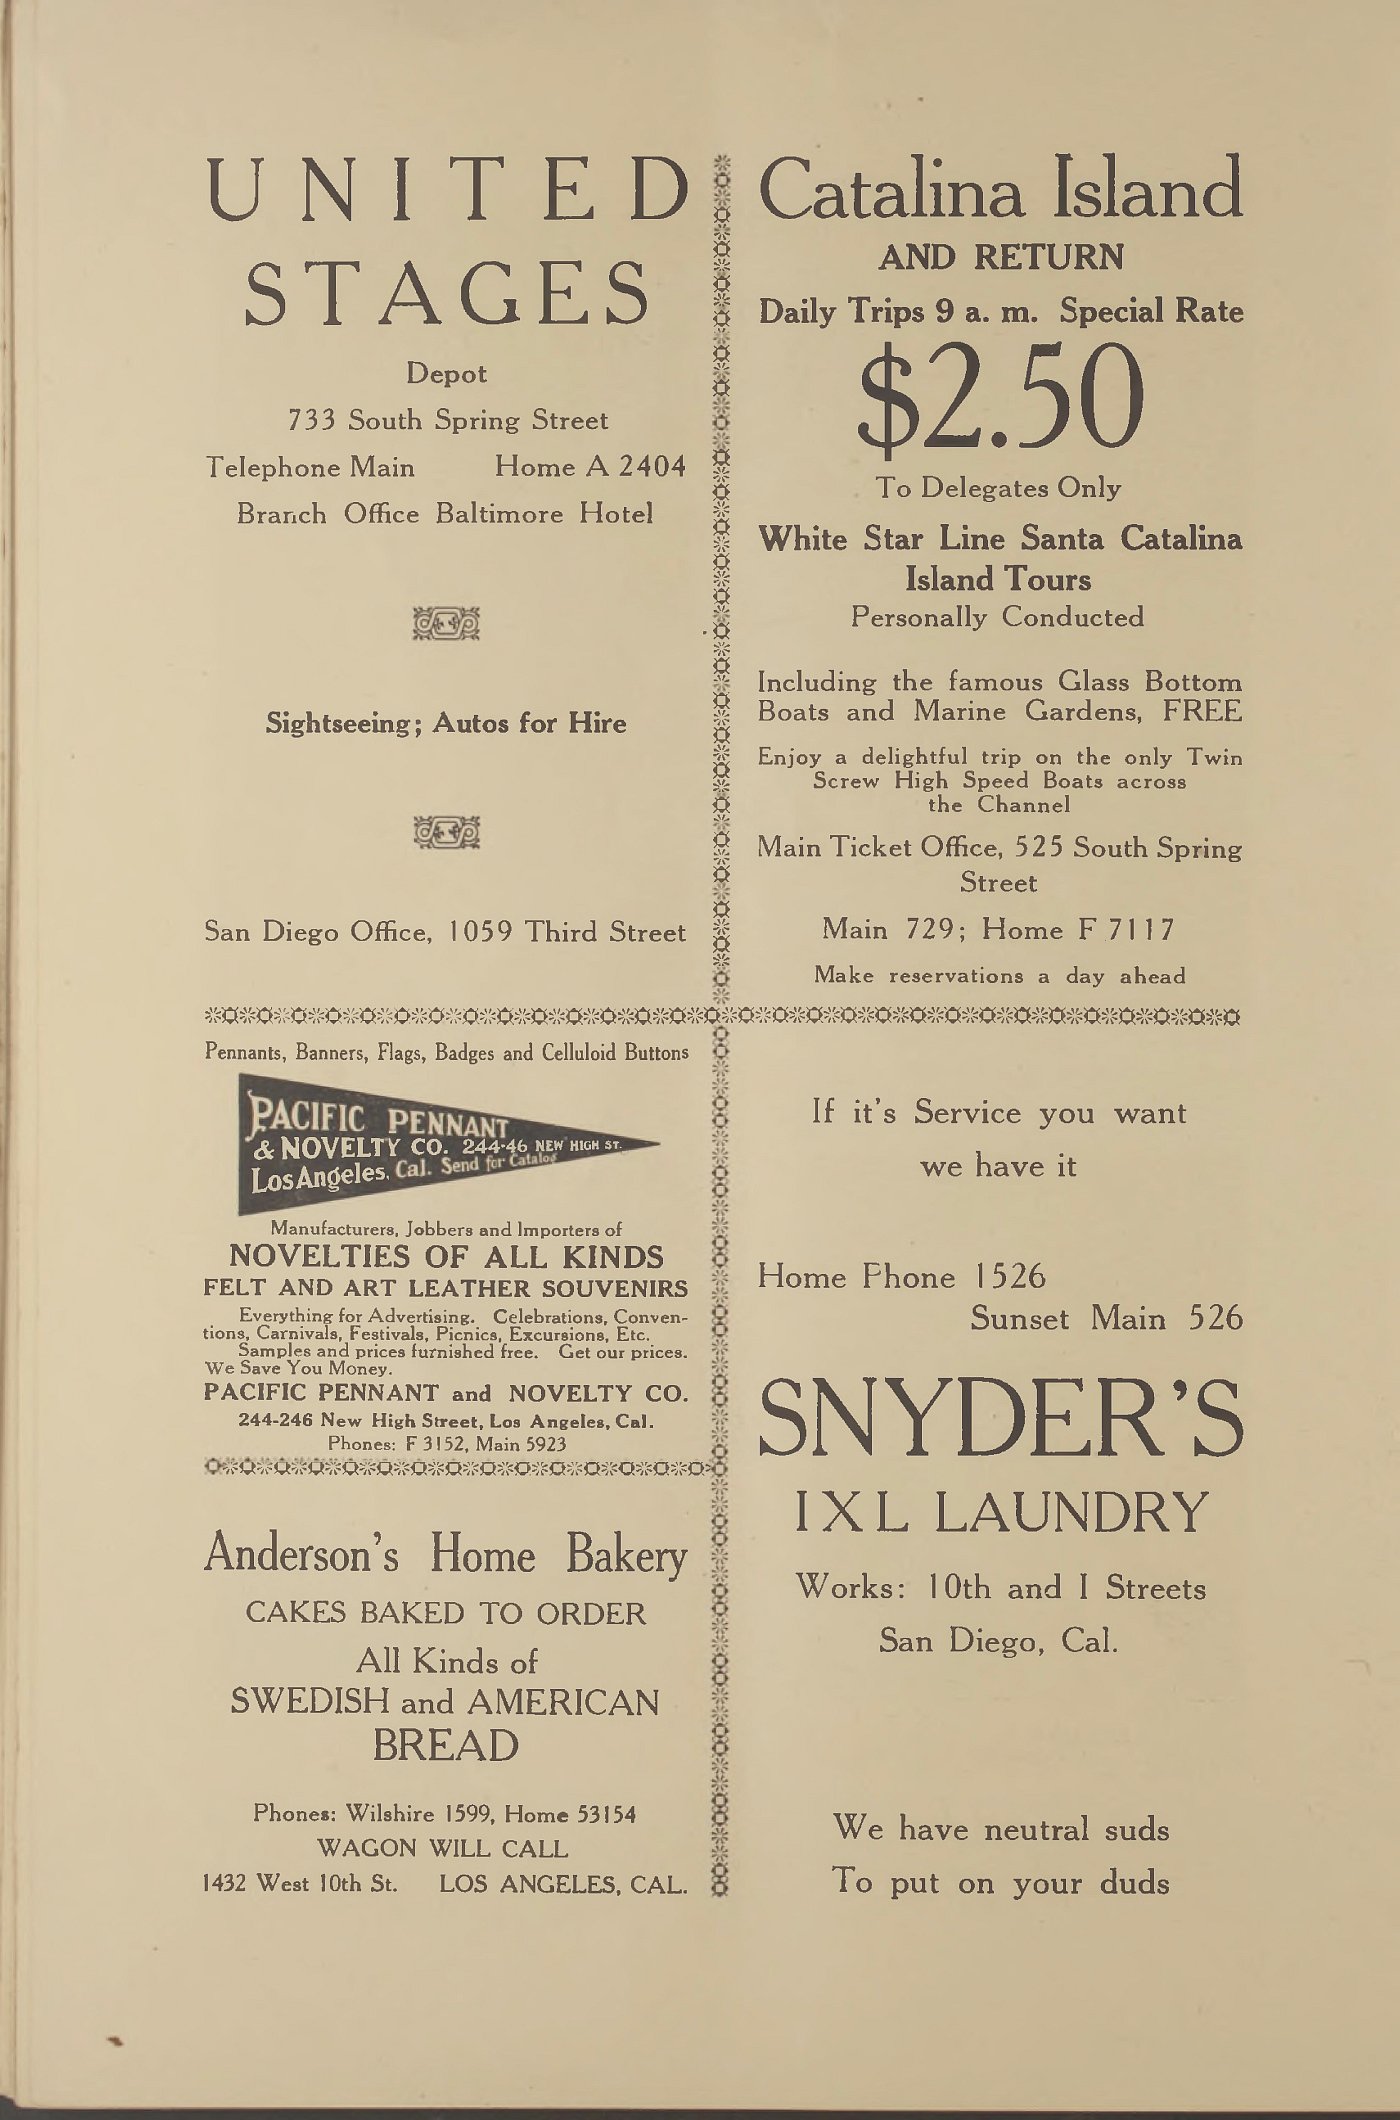 UNITED
STAGES
Depot
733 South Spring Street
Telephone Main Home A 2404
Branch Office Baltimore Hotel
Sightseeing; Autos for Hire
San Diego Office, 1059 Third Street
Catalina Island
AND RETURN
Daily Trips 9 a. m. Special Rate
$2.50
To Delegates Only
White Star Line Santa Catalina
Island Tours
Personally Conducted
Including the famous Glass Bottom
Boats and Marine Gardens, FREE
Enjoy a delightful trip on the only Twin
Screw High Speed Boats across
the Channel
Main Ticket Office, 525 South Spring
Street
Main 729; Home F 7117
Make reservations a day ahead
Pennants, Banners, Flags, Badges and Celluloid Buttons
PACIFIC PENNANT
& NOVELTY CO. 244-46 NEW HIGH ST.
Los Angeles, Cal. Send for Catalog
Manufacturers, Jobbers and Importers of
NOVELTIES OF ALL KINDS
FELT AND ART LEATHER SOUVENIRS
Everything for Advertising. Celebrations, Conven-
tions, Carnivals, Festivals, Picnics, Excursions, Etc.
Samples and prices furnished free. Get our prices.
We Save You Money.
PACIFIC PENNANT and NOVELTY CO.
244-246 New High Street, Los Angeles, Cal.
Phones: F 3152, Main 5923
Anderson's Home Bakery
CAKES BAKED TO ORDER
All Kinds of
SWEDISH and AMERICAN
BREAD
Phones: Wilshire 1599, Home 53154
WAGON WILL CALL
1432 West 10th St. LOS ANGELES, CAL.
If it's Service you want
we have it
Home Phone 1526
Sunset Main 526
SNYDER'S
IXL LAUNDRY
Works: 10th and I Streets
San Diego, Cal.
We have neutral suds
To put on your duds